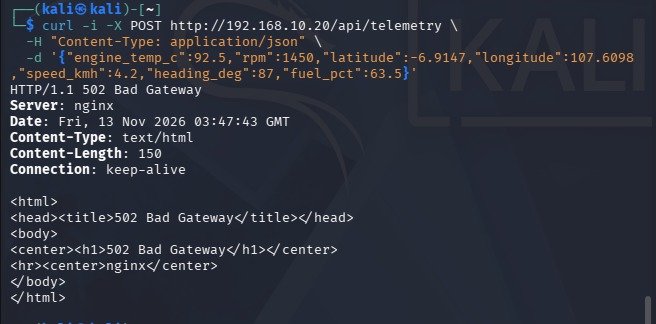 ┌──(kali㉿kali)-[~]
└─$ curl -i -X POST http://192.168.10.20/api/telemetry \
-H "Content-Type: application/json" \
-d '{"engine_temp_c":92.5,"rpm":1450,"latitude":-6.9147,"longitude":107.6098
,"speed_kmh":4.2,"heading_deg":87,"fuel_pct":63.5}'
HTTP/1.1 502 Bad Gateway
Server: nginx
Date: Fri, 13 Nov 2026 03:47:43 GMT
Content-Type: text/html
Content-Length: 150
Connection: keep-alive

<html>
<head><title>502 Bad Gateway</title></head>
<body>
<center><h1>502 Bad Gateway</h1></center>
<hr><center>nginx</center>
</body>
</html>
KALI